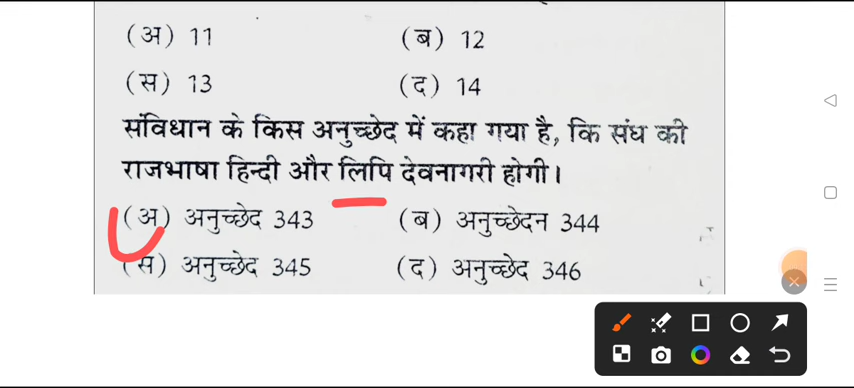 (अ) 11 (ब) 12
(स) 13 (द) 14
संविधान के किस अनुच्छेद में कहा गया है, कि संध की
राजभाषा हिन्दी और लिपि देवनागरी होगी।
(अ) अनुच्छेद 343 (ब) अनुच्छेदन 344
(स) अनुच्छेद 345 (द) अनुच्छेद 346